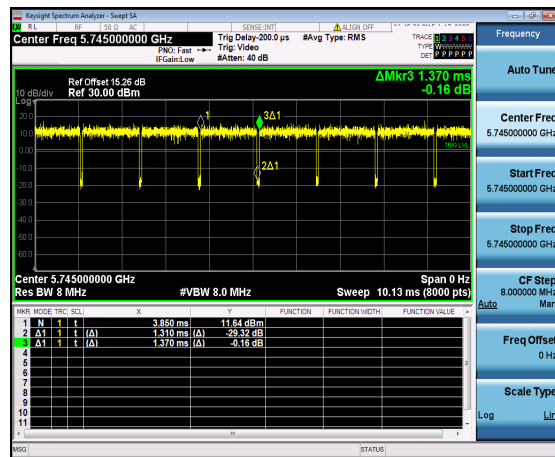 Keysight Spectrum Analyzer - Swept SA
RL RF 50 Ω AC SENSE:INT ALIGN OFF
Center Freq 5.745000000 GHz
PNO: Fast
IFGain:Low
Trig Delay-200.0 µs
Trig: Video
#Atten: 40 dB
#Avg Type: RMS
TRACE 1 2 3 4 5 6
TYPE
DET P P P P P P
Ref Offset 15.26 dB
10 dB/div Ref 30.00 dBm
Log
ΔMkr3 1.370 ms
-0.16 dB
20.0
10.0
0.00
-10.0
-20.0
-30.0
-40.0
-50.0
-60.0
1
3Δ1
2Δ1
TRIG LVL
Center 5.745000000 GHz Span 0 Hz
Res BW 8 MHz #VBW 8.0 MHz Sweep 10.13 ms (8000 pts)
MKR MODE TRC SCL X Y FUNCTION FUNCTION WIDTH FUNCTION VALUE
1 N 1 t 3.850 ms 11.64 dBm
2 Δ1 1 t (Δ) 1.310 ms (Δ) -29.32 dB
3 Δ1 1 t (Δ) 1.370 ms (Δ) -0.16 dB
4
5
6
7
8
9
10
11
MSG STATUS
Frequency
Auto Tune
Center Freq
5.745000000 GHz
Start Freq
5.745000000 GHz
Stop Freq
5.745000000 GHz
CF Step
8.000000 MHz
Auto Man
Freq Offset
0 Hz
Scale Type
Log Lin